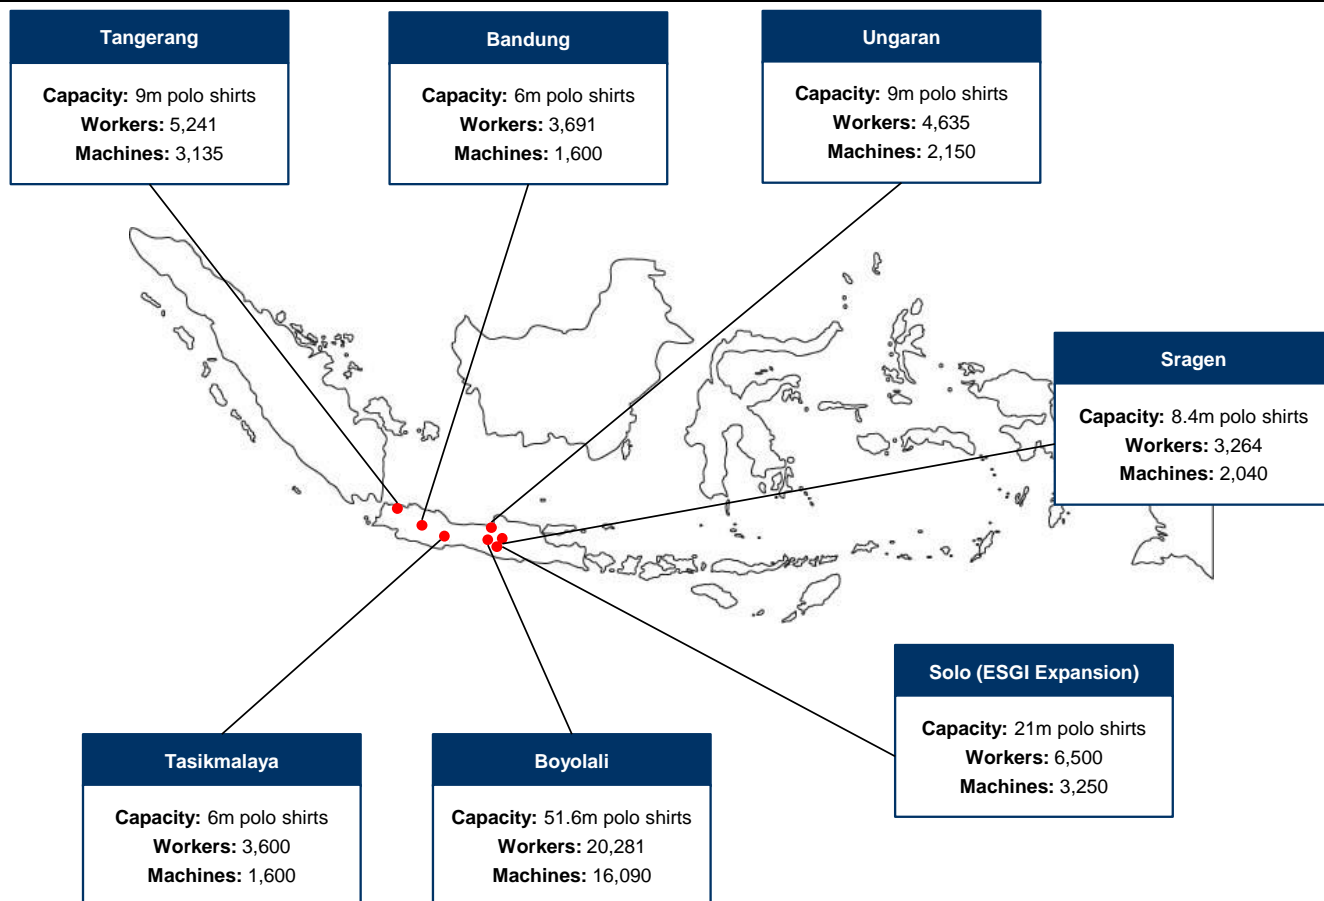 Tangerang
Capacity: 9m polo shirts
Workers: 5,241
Machines: 3,135
Bandung
Capacity: 6m polo shirts
Workers: 3,691
Machines: 1,600
Ungaran
Capacity: 9m polo shirts
Workers: 4,635
Machines: 2,150
Sragen
Capacity: 8.4m polo shirts
Workers: 3,264
Machines: 2,040
Solo (ESGI Expansion)
Capacity: 21m polo shirts
Workers: 6,500
Machines: 3,250
Tasikmalaya
Capacity: 6m polo shirts
Workers: 3,600
Machines: 1,600
Boyolali
Capacity: 51.6m polo shirts
Workers: 20,281
Machines: 16,090